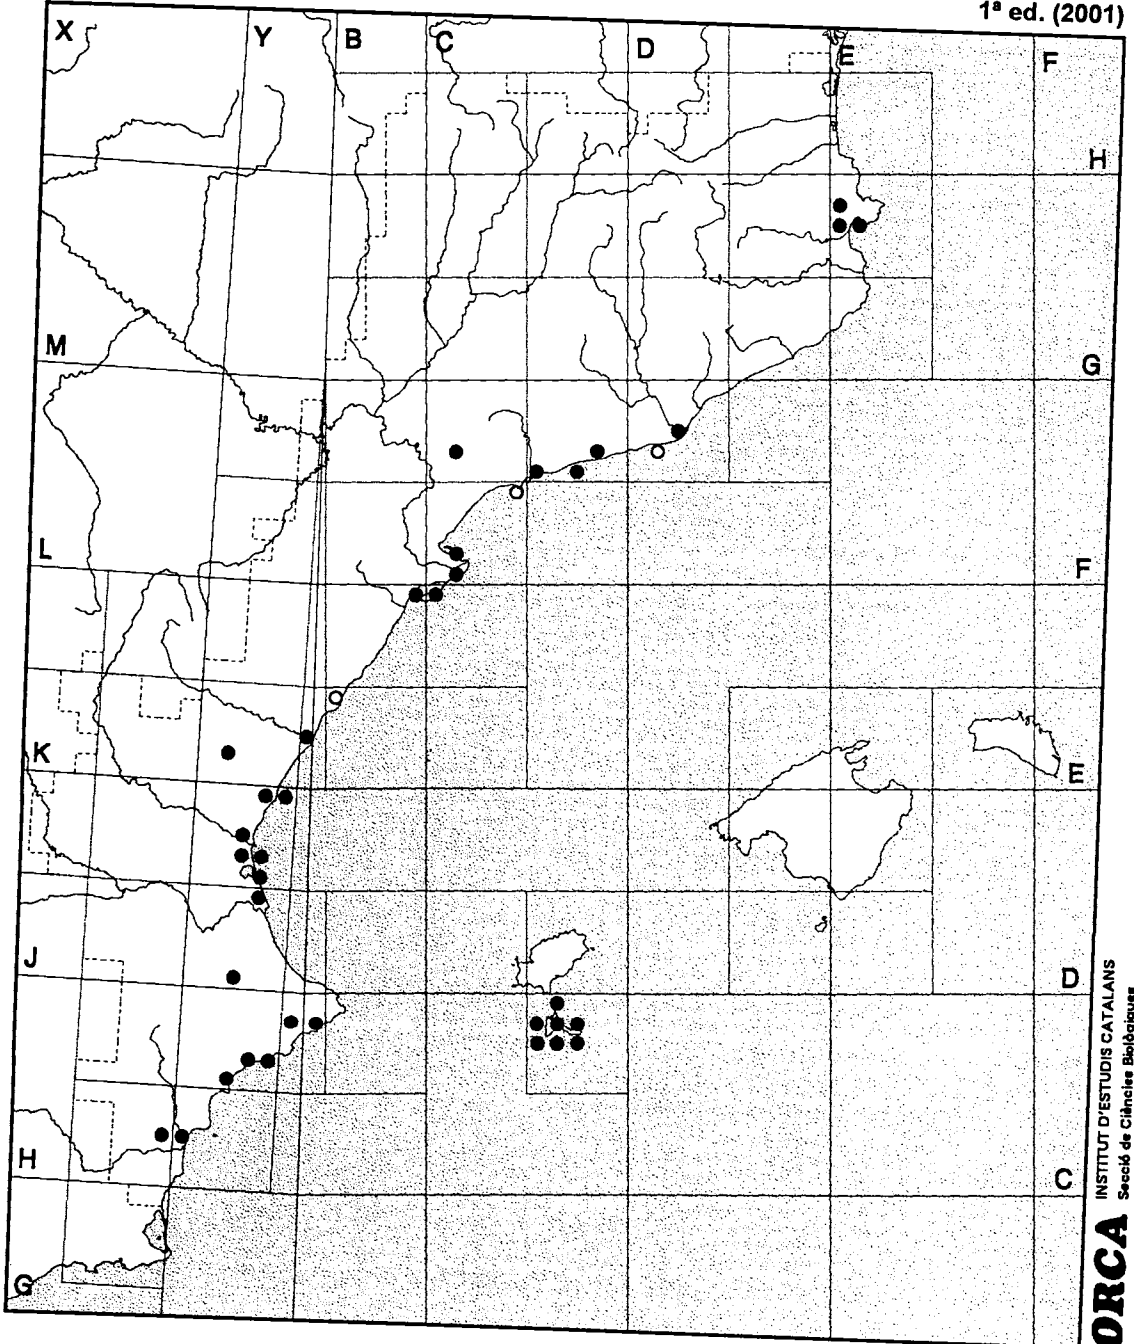 1ª ed. (2001)
X
Y
B
C
D
E
F
H
M
G
L
F
K
E
J
D
H
C
G
ORCA
INSTITUT D'ESTUDIS CATALANS
Secció de Ciències Biològiques